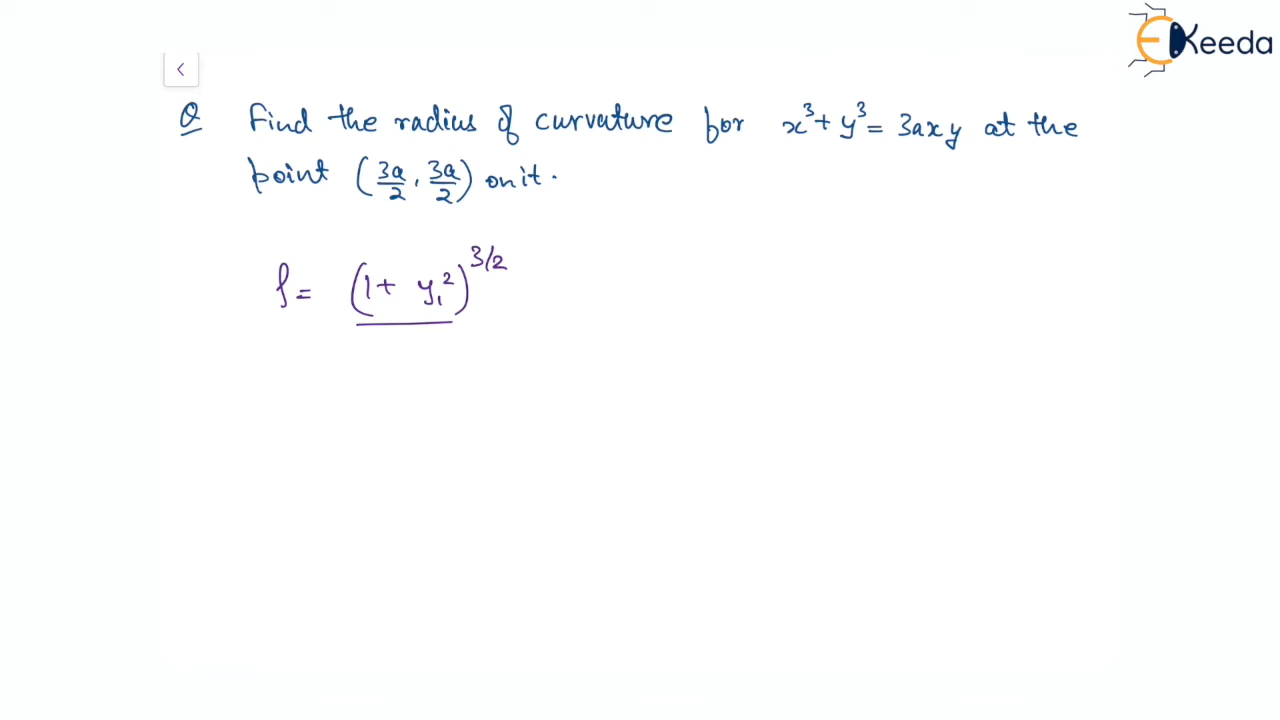 EKeeda
<
Q Find the radius of curvature for x³ + y³ = 3axy at the
point (3a/2, 3a/2) on it.
ρ = (1 + y₁²)^3/2